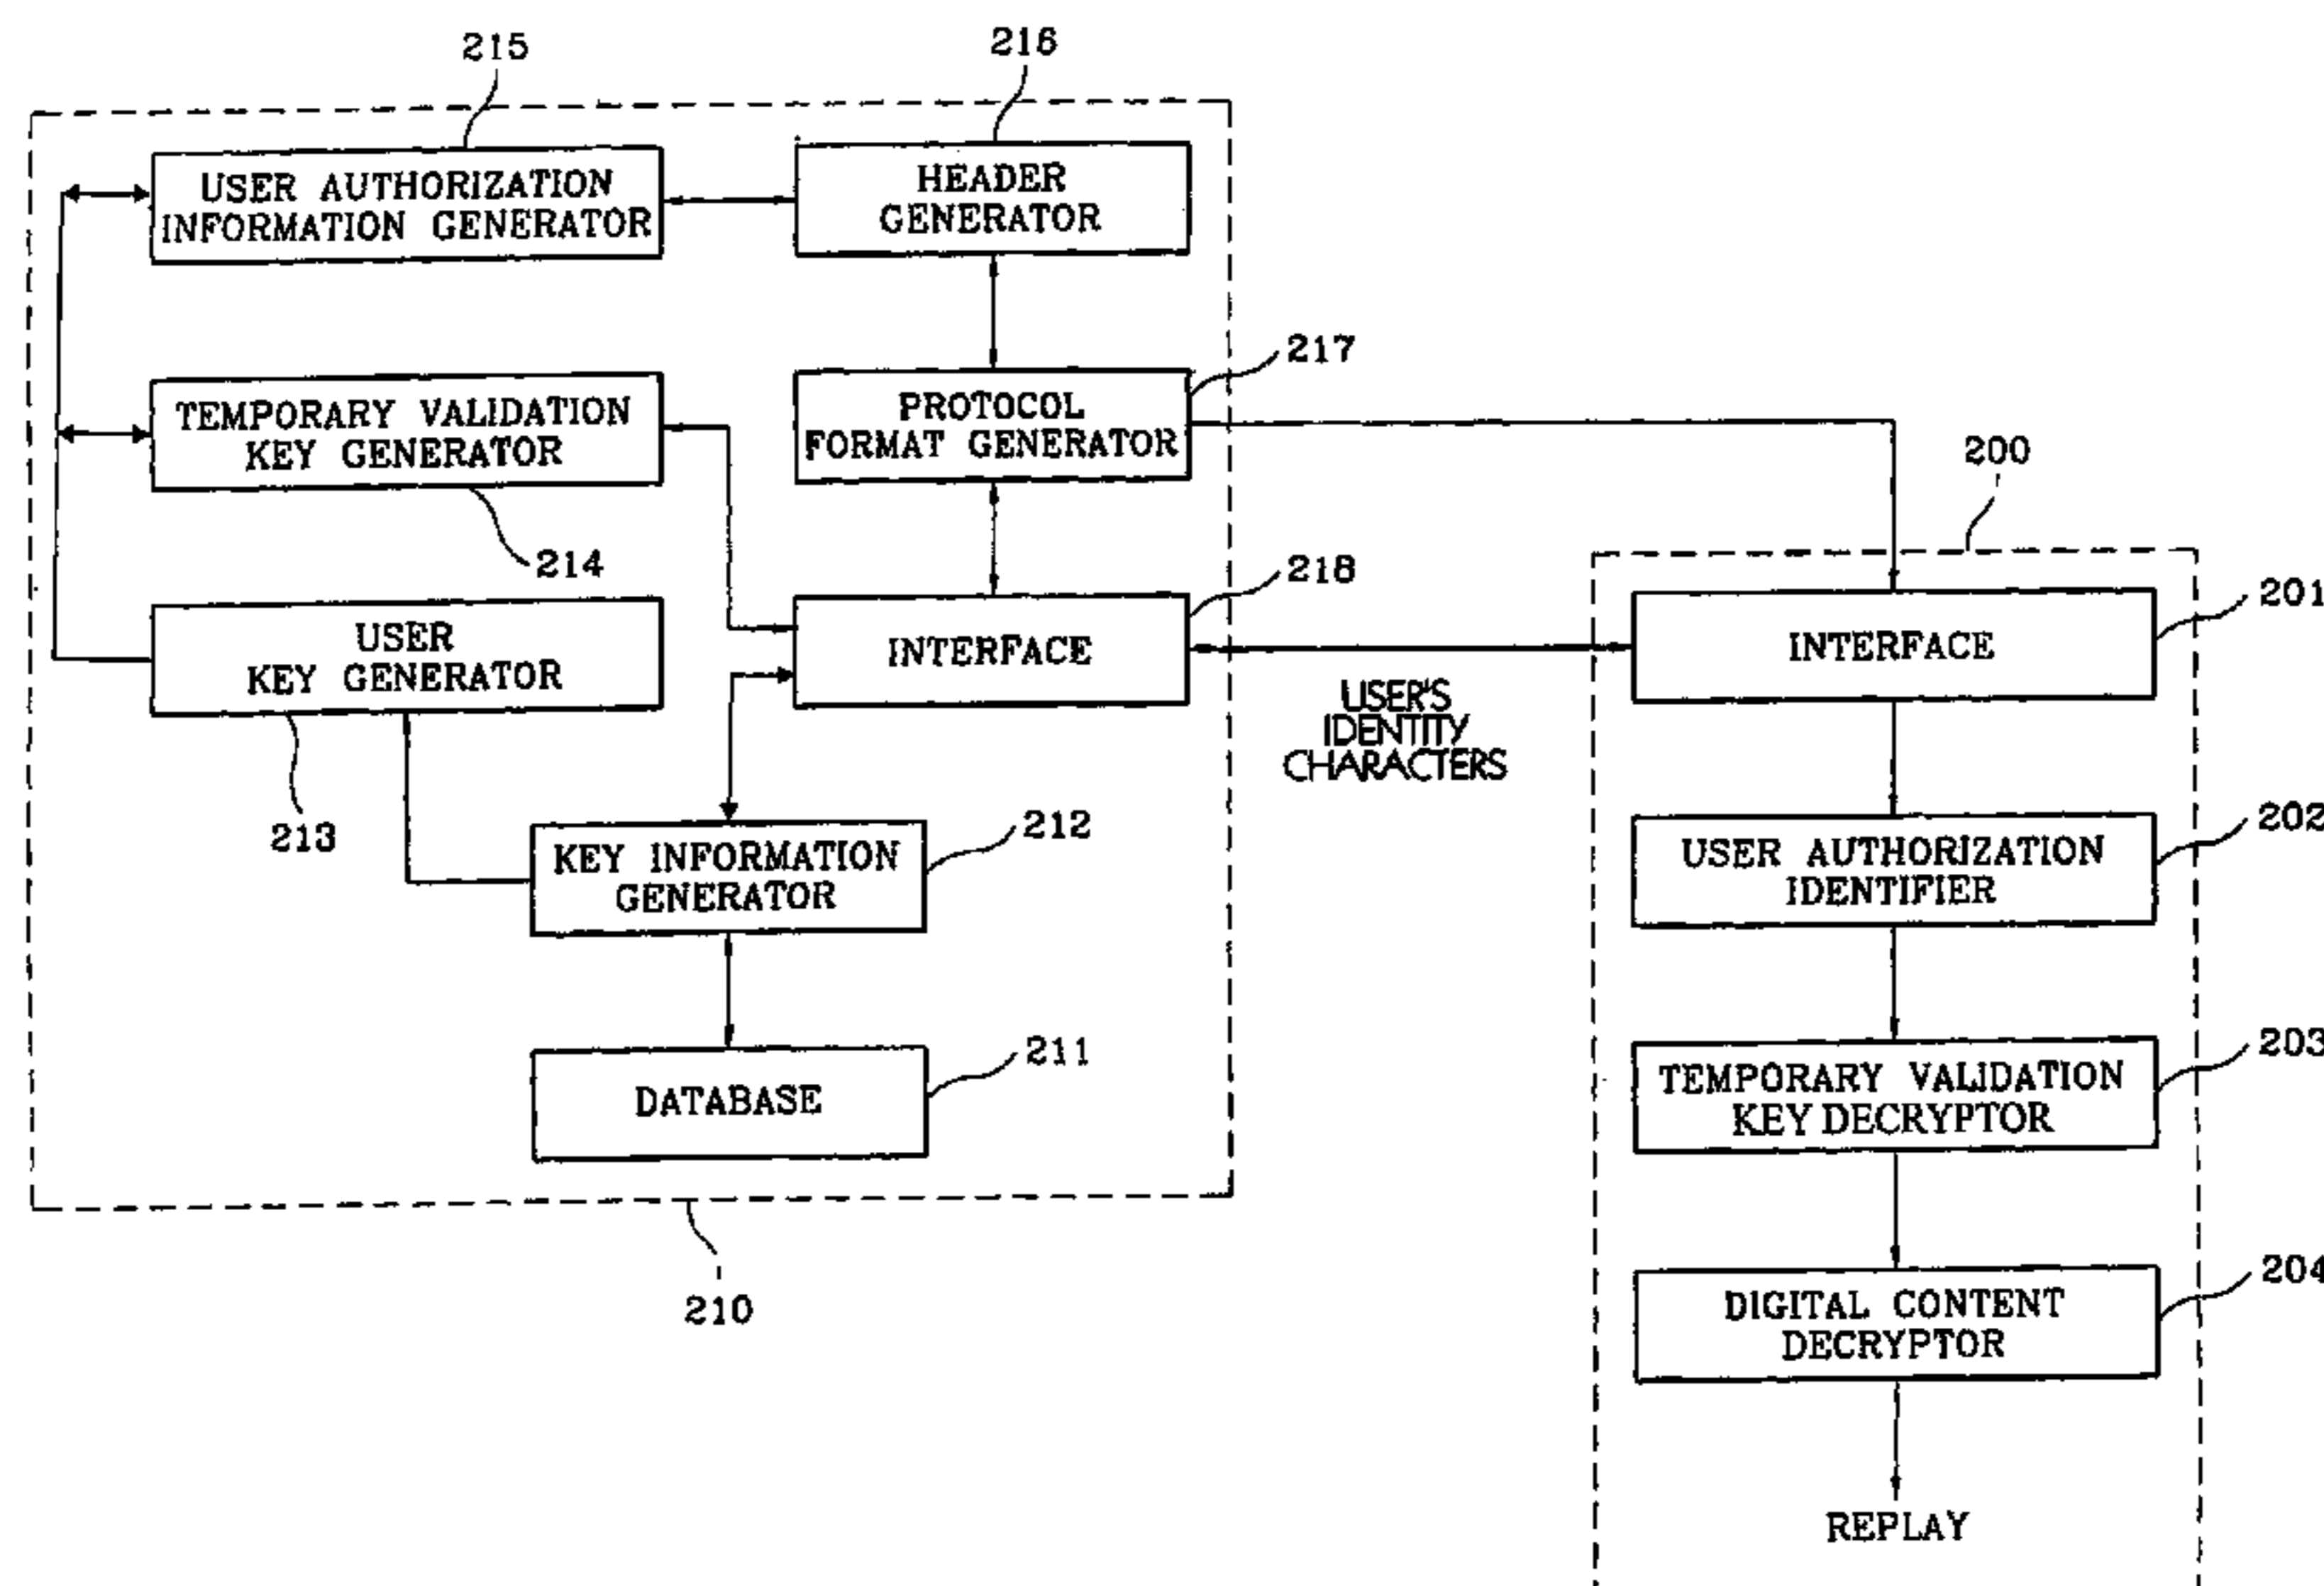 215
216
USER AUTHORIZATION
INFORMATION GENERATOR
HEADER
GENERATOR
217
TEMPORARY VALIDATION
KEY GENERATOR
PROTOCOL
FORMAT GENERATOR
200
214
218
201
USER
KEY GENERATOR
INTERFACE
INTERFACE
USER'S
IDENTITY
CHARACTERS
213
212
202
KEY INFORMATION
GENERATOR
USER AUTHORIZATION
IDENTIFIER
211
203
DATABASE
TEMPORARY VALIDATION
KEY DECRYPTOR
210
204
DIGITAL CONTENT
DECRYPTOR
REPLAY